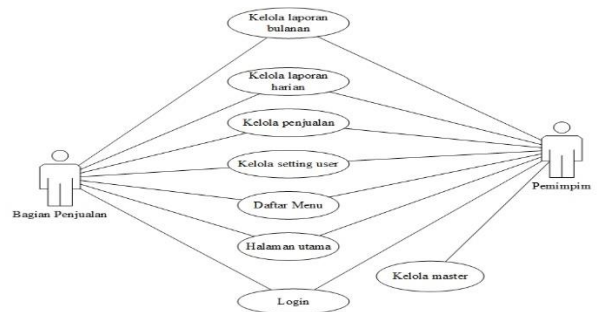 Kelola laporan
bulanan
Kelola laporan
harian
Kelola penjualan
Kelola setting user
Bagian Penjualan
Pemimpim
Daftar Menu
Halaman utama
Kelola master
Login